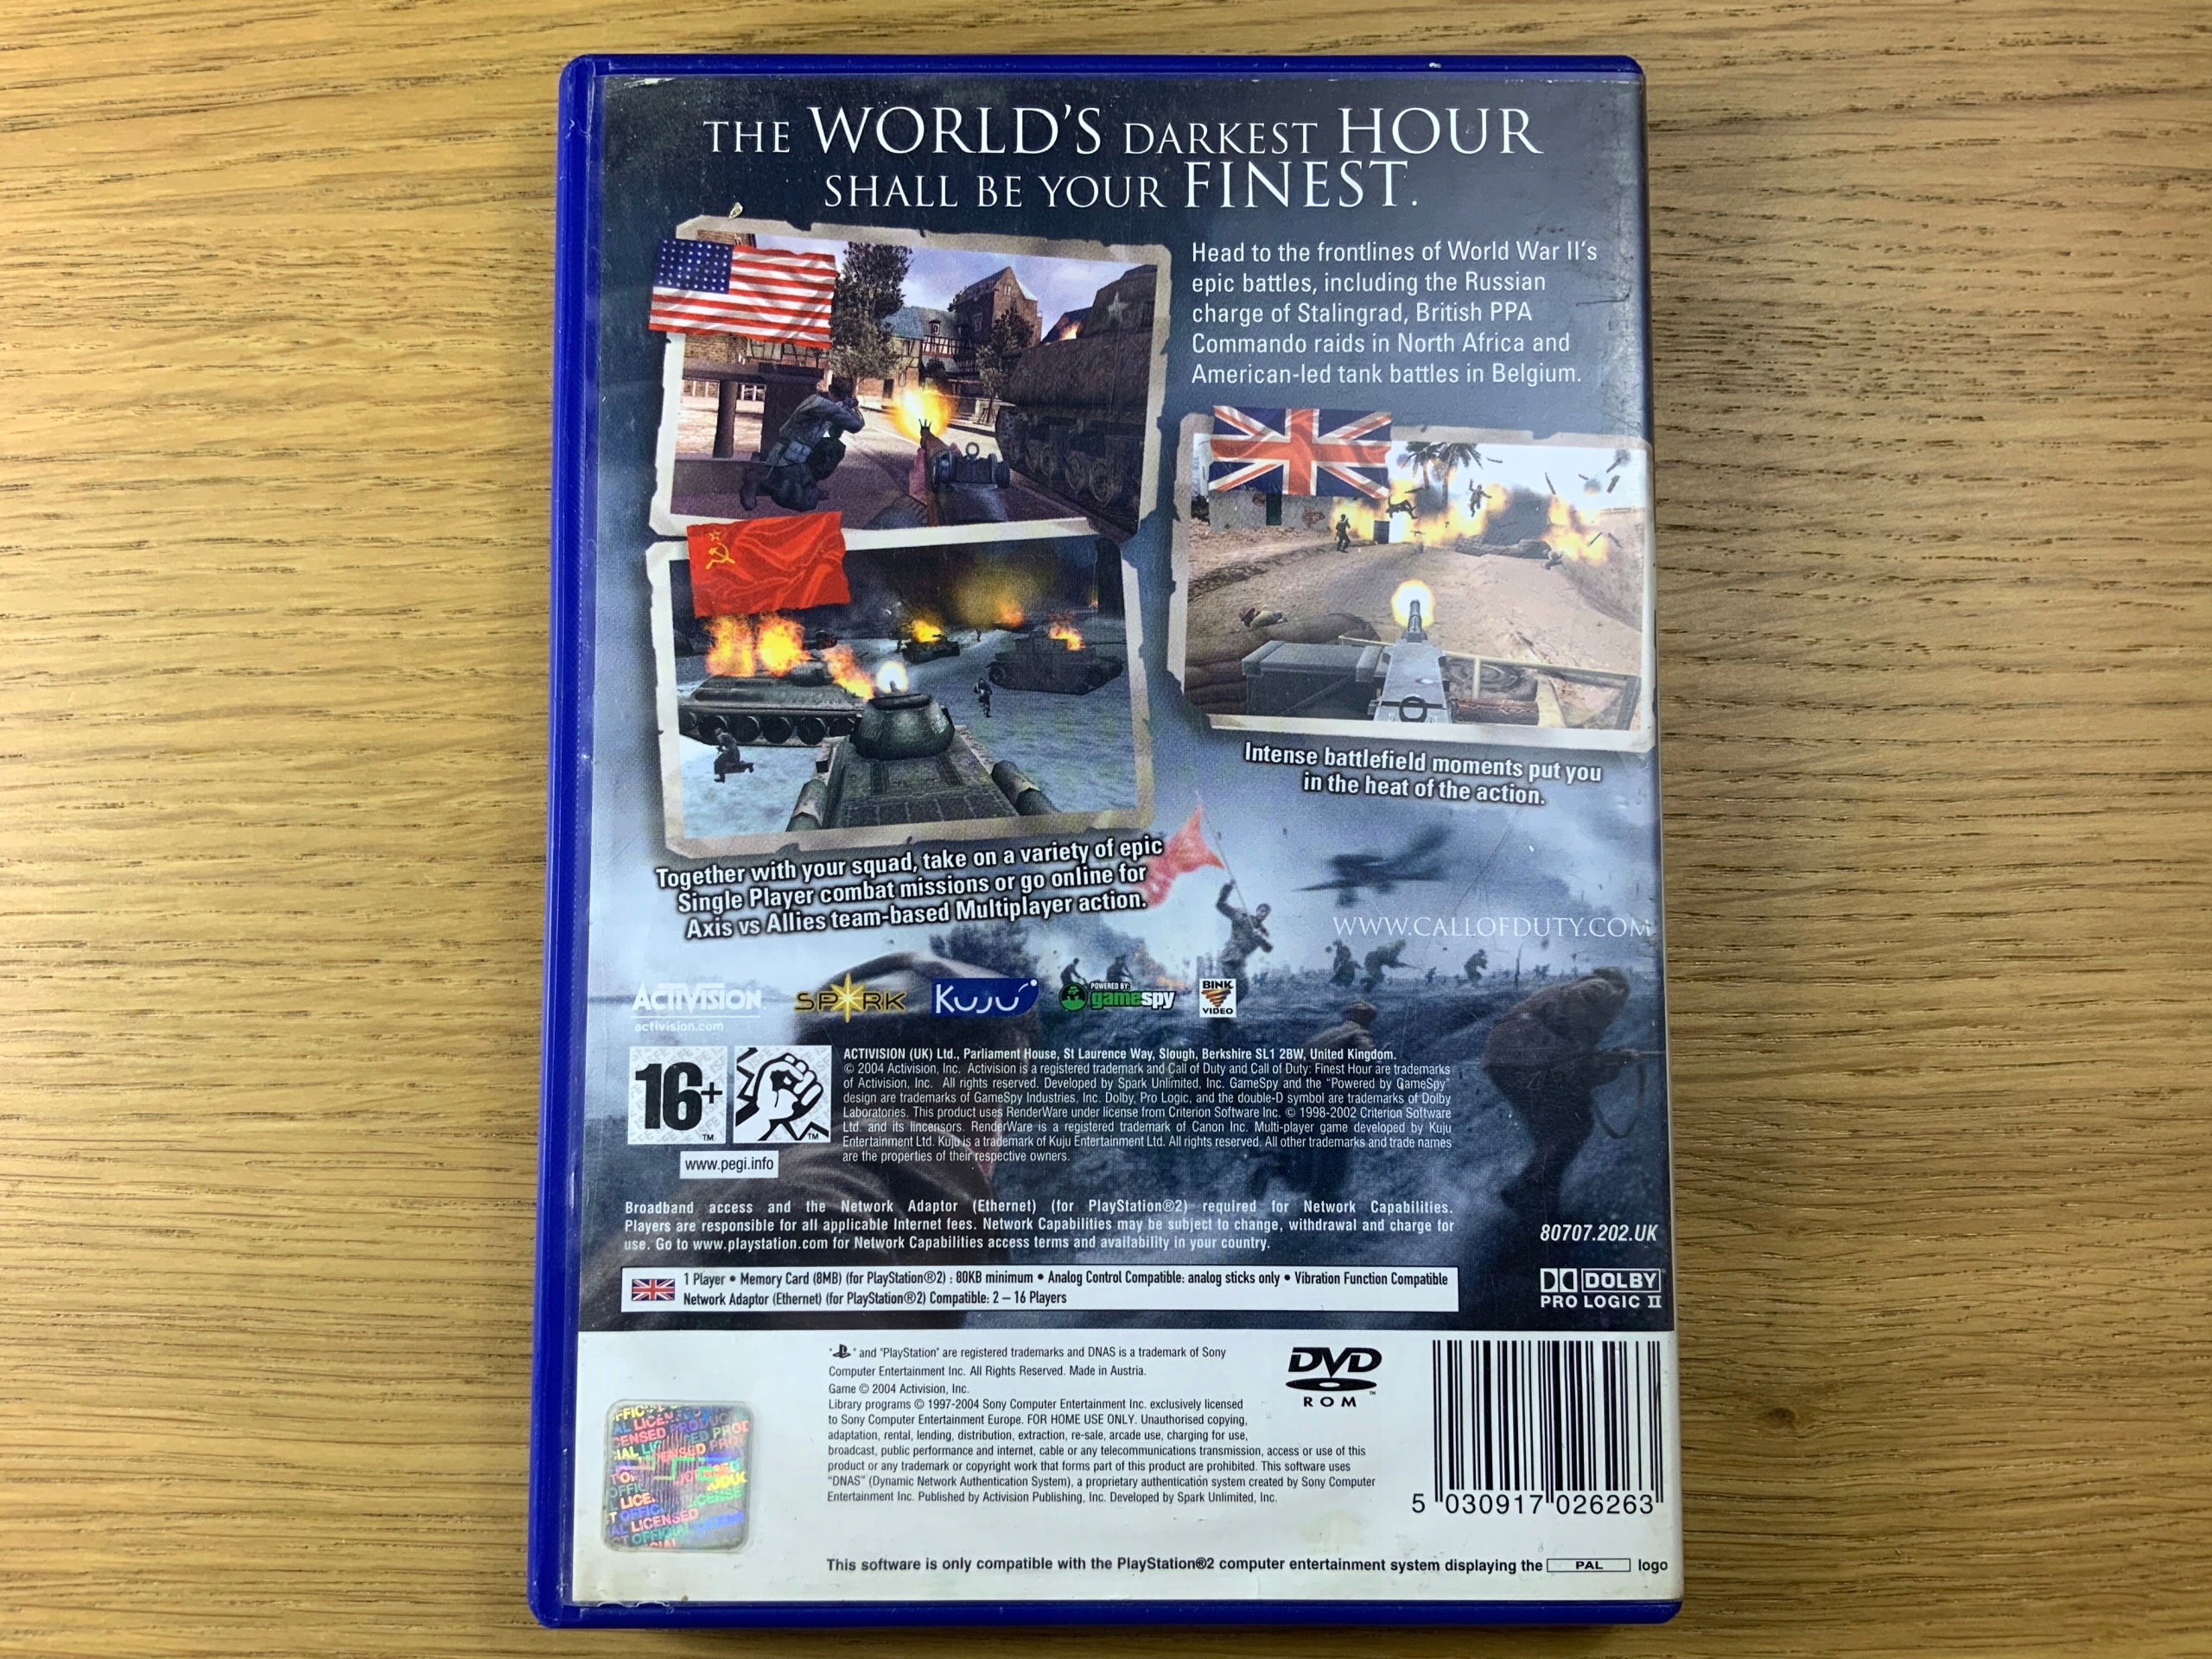 THE WORLD'S DARKEST HOUR
SHALL BE YOUR FINEST.
Head to the frontlines of World War II's
epic battles, including the Russian
charge of Stalingrad, British PPA
Commando raids in North Africa and
American-led tank battles in Belgium.
Intense battlefield moments put you
in the heat of the action.
Together with your squad, take on a variety of epic
Single Player combat missions or go online for
Axis vs Allies team-based Multiplayer action.
WWW.CALLOFDUTY.COM
ACTIVISION
activision.com
SPARK
Kuju
POWERED BY:
gamespy
BINK
VIDEO
16+
TM
TM
www.pegi.info
ACTIVISION (UK) Ltd., Parliament House, St Laurence Way, Slough, Berkshire SL1 2BW, United Kingdom.
© 2004 Activision, Inc. Activision is a registered trademark and Call of Duty and Call of Duty: Finest Hour are trademarks
of Activision, Inc. All rights reserved. Developed by Spark Unlimited, Inc. GameSpy and the "Powered by GameSpy"
design are trademarks of GameSpy Industries, Inc. Dolby, Pro Logic, and the double-D symbol are trademarks of Dolby
Laboratories. This product uses RenderWare under license from Criterion Software Inc. © 1998-2002 Criterion Software
Ltd. and its lincensors. RenderWare is a registered trademark of Canon Inc. Multi-player game developed by Kuju
Entertainment Ltd. Kuju is a trademark of Kuju Entertainment Ltd. All rights reserved. All other trademarks and trade names
are the properties of their respective owners.
Broadband access and the Network Adaptor (Ethernet) (for PlayStation®2) required for Network Capabilities.
Players are responsible for all applicable Internet fees. Network Capabilities may be subject to change, withdrawal and charge for
use. Go to www.playstation.com for Network Capabilities access terms and availability in your country.
80707.202.UK
1 Player • Memory Card (8MB) (for PlayStation®2) : 80KB minimum • Analog Control Compatible: analog sticks only • Vibration Function Compatible
Network Adaptor (Ethernet) (for PlayStation®2) Compatible: 2 – 16 Players
DOLBY
PRO LOGIC II
" " and "PlayStation" are registered trademarks and DNAS is a trademark of Sony
Computer Entertainment Inc. All Rights Reserved. Made in Austria.
Game © 2004 Activision, Inc.
Library programs © 1997-2004 Sony Computer Entertainment Inc. exclusively licensed
to Sony Computer Entertainment Europe. FOR HOME USE ONLY. Unauthorised copying,
adaptation, rental, lending, distribution, extraction, re-sale, arcade use, charging for use,
broadcast, public performance and internet, cable or any telecommunications transmission, access or use of this
product or any trademark or copyright work that forms part of this product are prohibited. This software uses
"DNAS" (Dynamic Network Authentication System), a proprietary authentication system created by Sony Computer
Entertainment Inc. Published by Activision Publishing, Inc. Developed by Spark Unlimited, Inc.
DVD
ROM
5 030917 026263
This software is only compatible with the PlayStation®2 computer entertainment system displaying the PAL logo